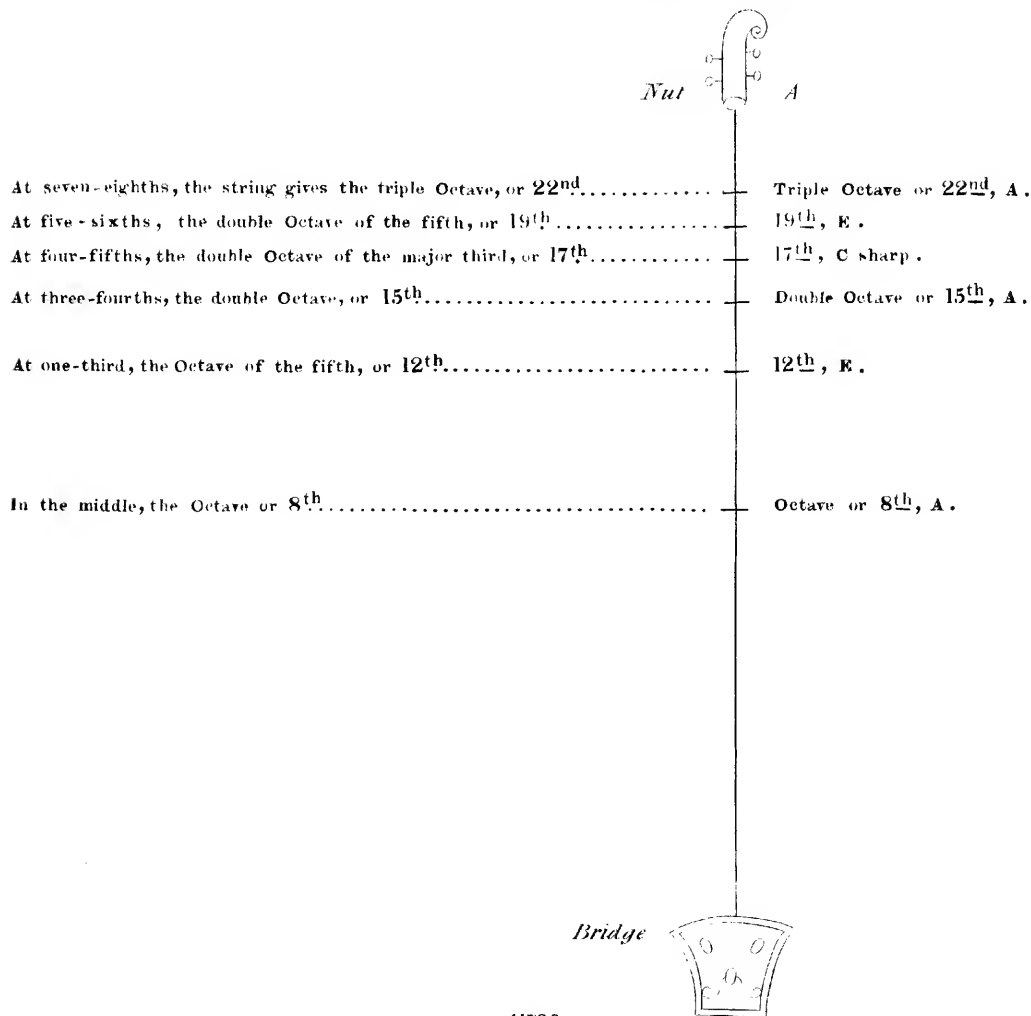 Nut A
At seven-eighths, the string gives the triple Octave, or 22nd............. Triple Octave or 22nd, A.
At five-sixths, the double Octave of the fifth, or 19th................. 19th, E.
At four-fifths, the double Octave of the major third, or 17th............ 17th, C sharp.
At three-fourths, the double Octave, or 15th............................. Double Octave or 15th, A.
At one-third, the Octave of the fifth, or 12th........................... 12th, E.
In the middle, the Octave or 8th......................................... Octave or 8th, A.
Bridge